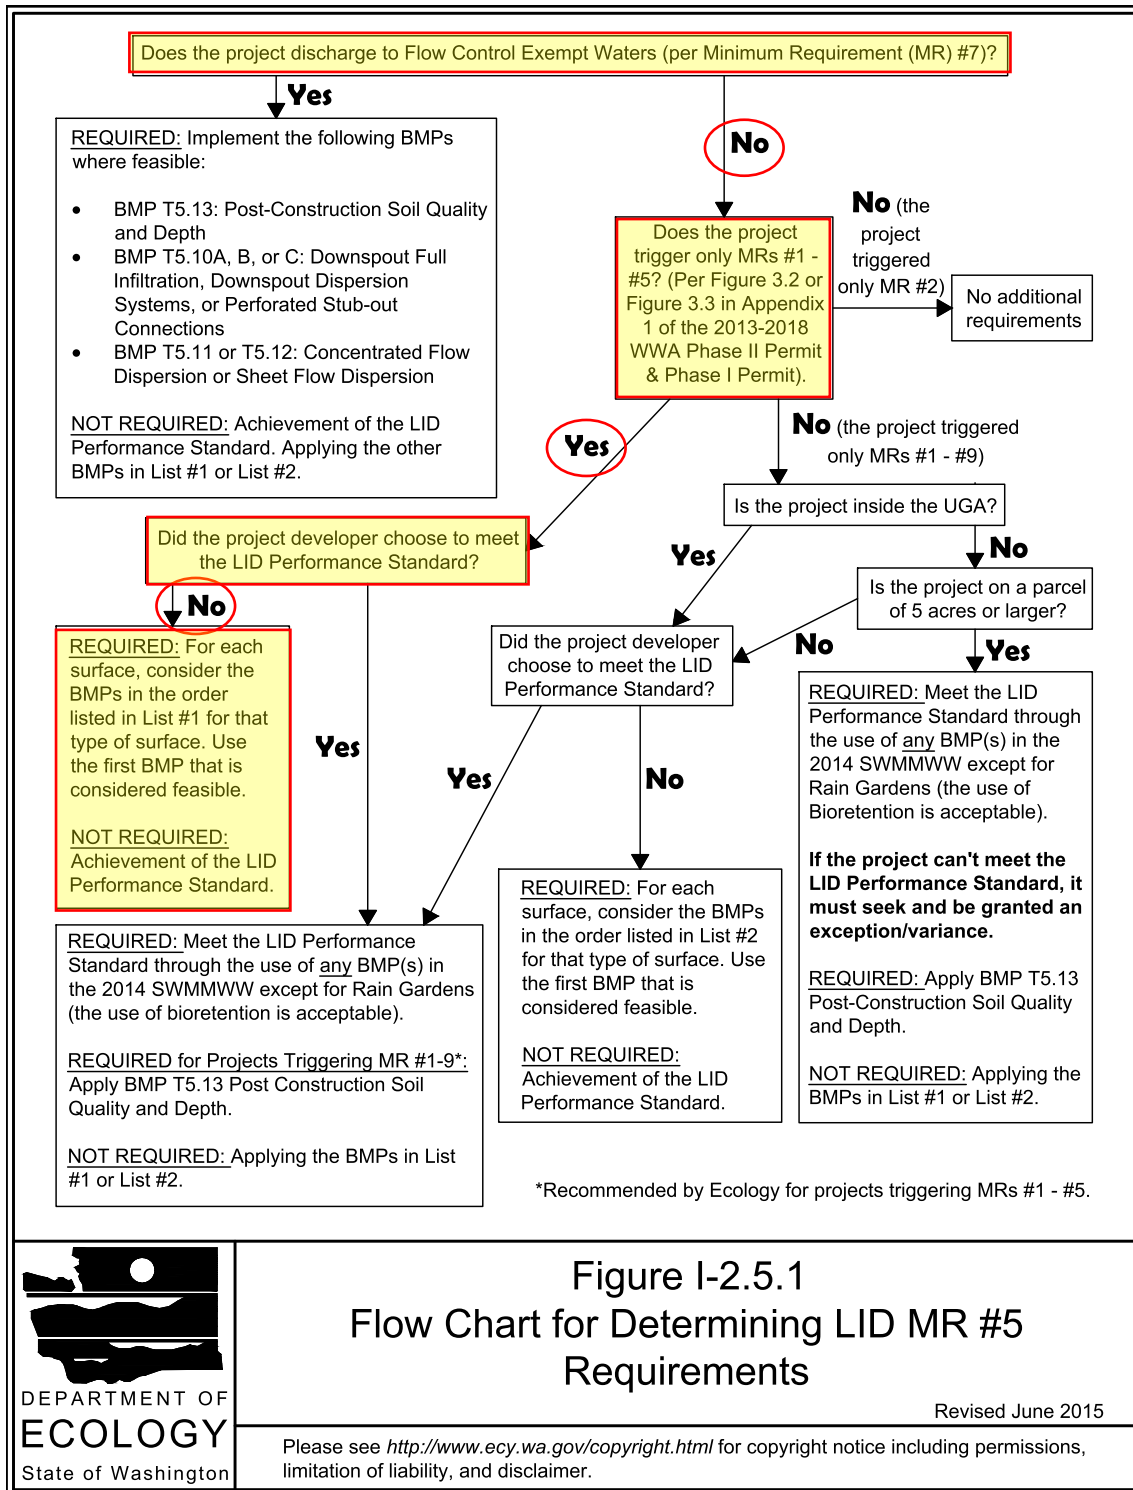 Does the project discharge to Flow Control Exempt Waters (per Minimum Requirement (MR) #7)?
Yes
REQUIRED: Implement the following BMPs
where feasible:
• BMP T5.13: Post-Construction Soil Quality
and Depth
• BMP T5.10A, B, or C: Downspout Full
Infiltration, Downspout Dispersion
Systems, or Perforated Stub-out
Connections
• BMP T5.11 or T5.12: Concentrated Flow
Dispersion or Sheet Flow Dispersion
NOT REQUIRED: Achievement of the LID
Performance Standard. Applying the other
BMPs in List #1 or List #2.
No
Does the project
trigger only MRs #1 -
#5? (Per Figure 3.2 or
Figure 3.3 in Appendix
1 of the 2013-2018
WWA Phase II Permit
& Phase I Permit).
No (the
project
triggered
only MR #2)
No additional
requirements
Yes
No (the project triggered
only MRs #1 - #9)
Is the project inside the UGA?
Did the project developer choose to meet
the LID Performance Standard?
Yes
No
Is the project on a parcel
of 5 acres or larger?
No
REQUIRED: For each
surface, consider the
BMPs in the order
listed in List #1 for that
type of surface. Use
the first BMP that is
considered feasible.
NOT REQUIRED:
Achievement of the LID
Performance Standard.
Yes
Did the project developer
choose to meet the LID
Performance Standard?
No
Yes
Yes
No
REQUIRED: Meet the LID
Performance Standard through
the use of any BMP(s) in the
2014 SWMMWW except for
Rain Gardens (the use of
Bioretention is acceptable).
If the project can't meet the
LID Performance Standard, it
must seek and be granted an
exception/variance.
REQUIRED: Apply BMP T5.13
Post-Construction Soil Quality
and Depth.
NOT REQUIRED: Applying the
BMPs in List #1 or List #2.
REQUIRED: For each
surface, consider the BMPs
in the order listed in List #2
for that type of surface. Use
the first BMP that is
considered feasible.
NOT REQUIRED:
Achievement of the LID
Performance Standard.
REQUIRED: Meet the LID Performance
Standard through the use of any BMP(s) in
the 2014 SWMMWW except for Rain Gardens
(the use of bioretention is acceptable).
REQUIRED for Projects Triggering MR #1-9*:
Apply BMP T5.13 Post Construction Soil
Quality and Depth.
NOT REQUIRED: Applying the BMPs in List
#1 or List #2.
*Recommended by Ecology for projects triggering MRs #1 - #5.
DEPARTMENT OF
ECOLOGY
State of Washington
Figure I-2.5.1
Flow Chart for Determining LID MR #5
Requirements
Revised June 2015
Please see http://www.ecy.wa.gov/copyright.html for copyright notice including permissions,
limitation of liability, and disclaimer.